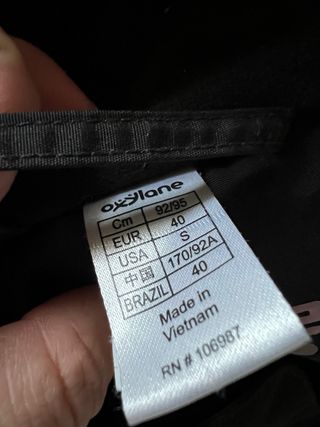 oxylane
Cm 92/95
EUR 40
USA S
中国 170/92A
BRAZIL 40
Made in
Vietnam
RN # 106987